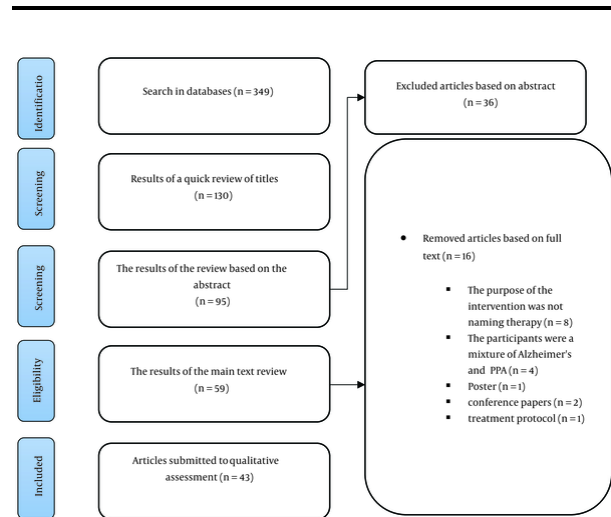 Identificatio
Search in databases (n = 349)
Excluded articles based on abstract
(n = 36)
Screening
Results of a quick review of titles
(n = 130)
Screening
The results of the review based on the
abstract
(n = 95)
Eligibility
The results of the main text review
(n = 59)
Included
Articles submitted to qualitative
assessment (n = 43)
• Removed articles based on full
text (n = 16)
▪ The purpose of the
intervention was not
naming therapy (n = 8)
▪ The participants were a
mixture of Alzheimer's
and PPA (n = 4)
▪ Poster (n = 1)
▪ conference papers (n = 2)
▪ treatment protocol (n = 1)